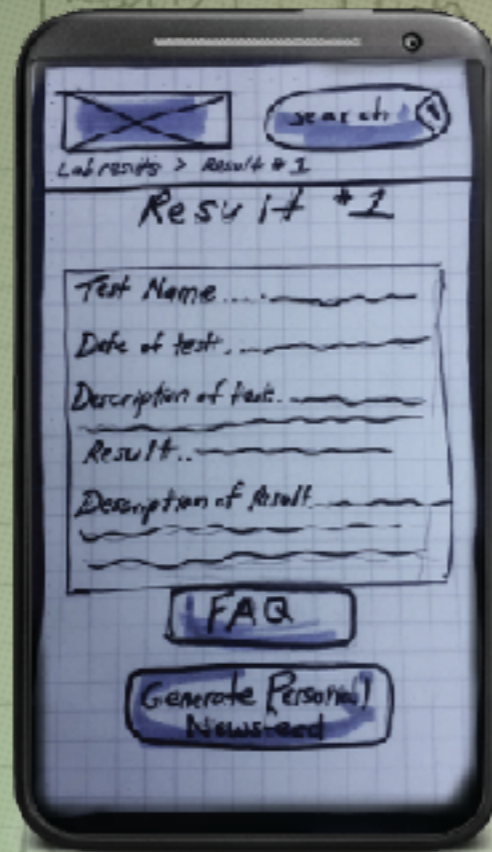 search
Lab results > Result #1
Result #1
Test Name....
Date of test..
Description of test.
Result..
Description of Result
FAQ
Generate Personal
Newsfeed